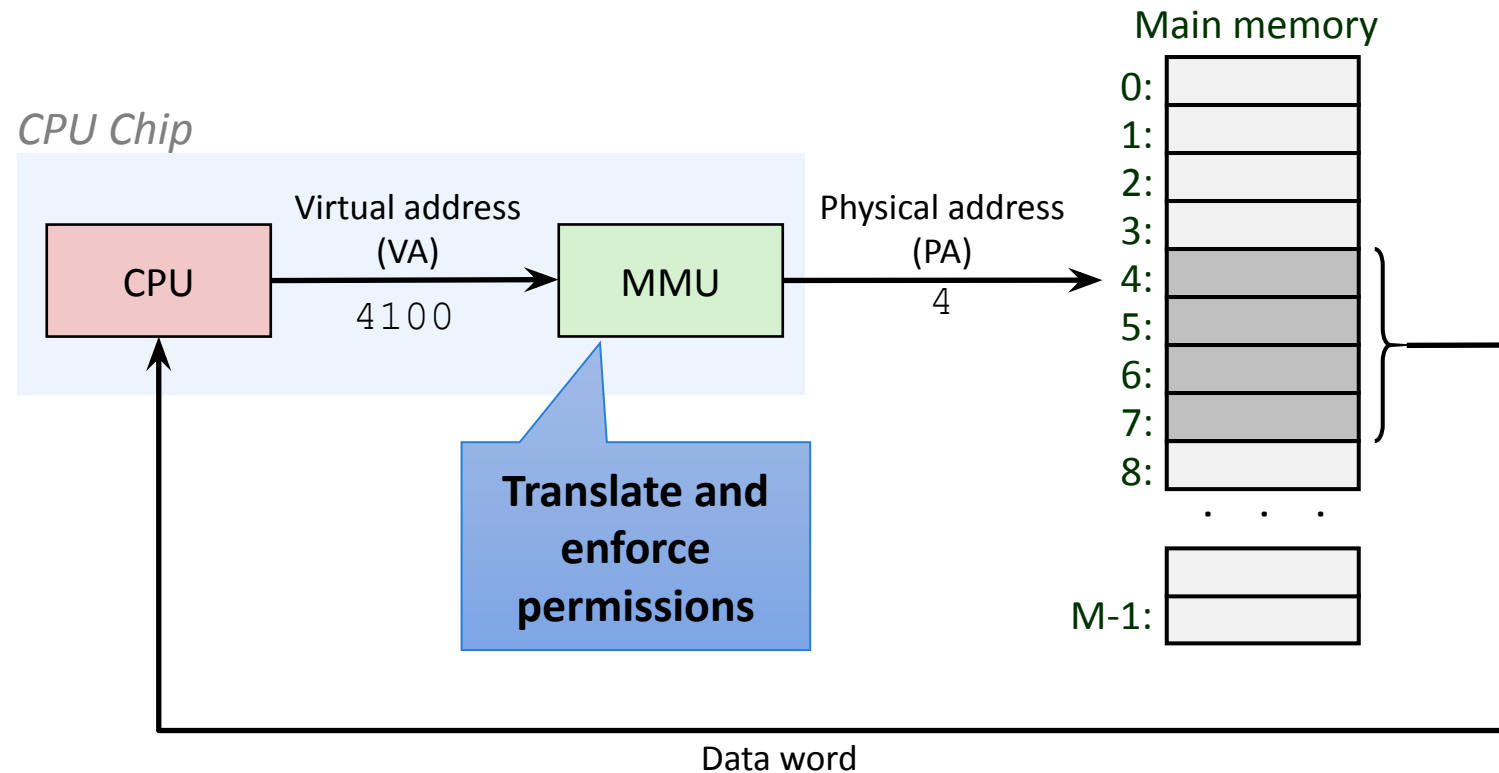 Main memory
CPU Chip
Virtual address
(VA)
4100
Physical address
(PA)
4
CPU
MMU
0:
1:
2:
3:
4:
5:
6:
7:
8:
. . .
M-1:
Translate and
enforce
permissions
Data word